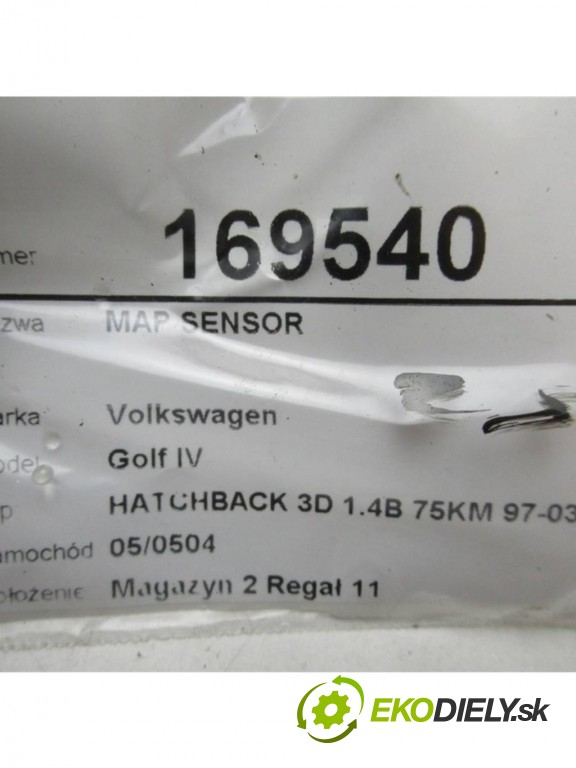 mer 169540
zwa MAP SENSOR
arka Volkswagen
odel Golf IV
p HATCHBACK 3D 1.4B 75KM 97-03
amochód 05/0504
ołożenie Magazyn 2 Regał 11
EKODIELY.sk